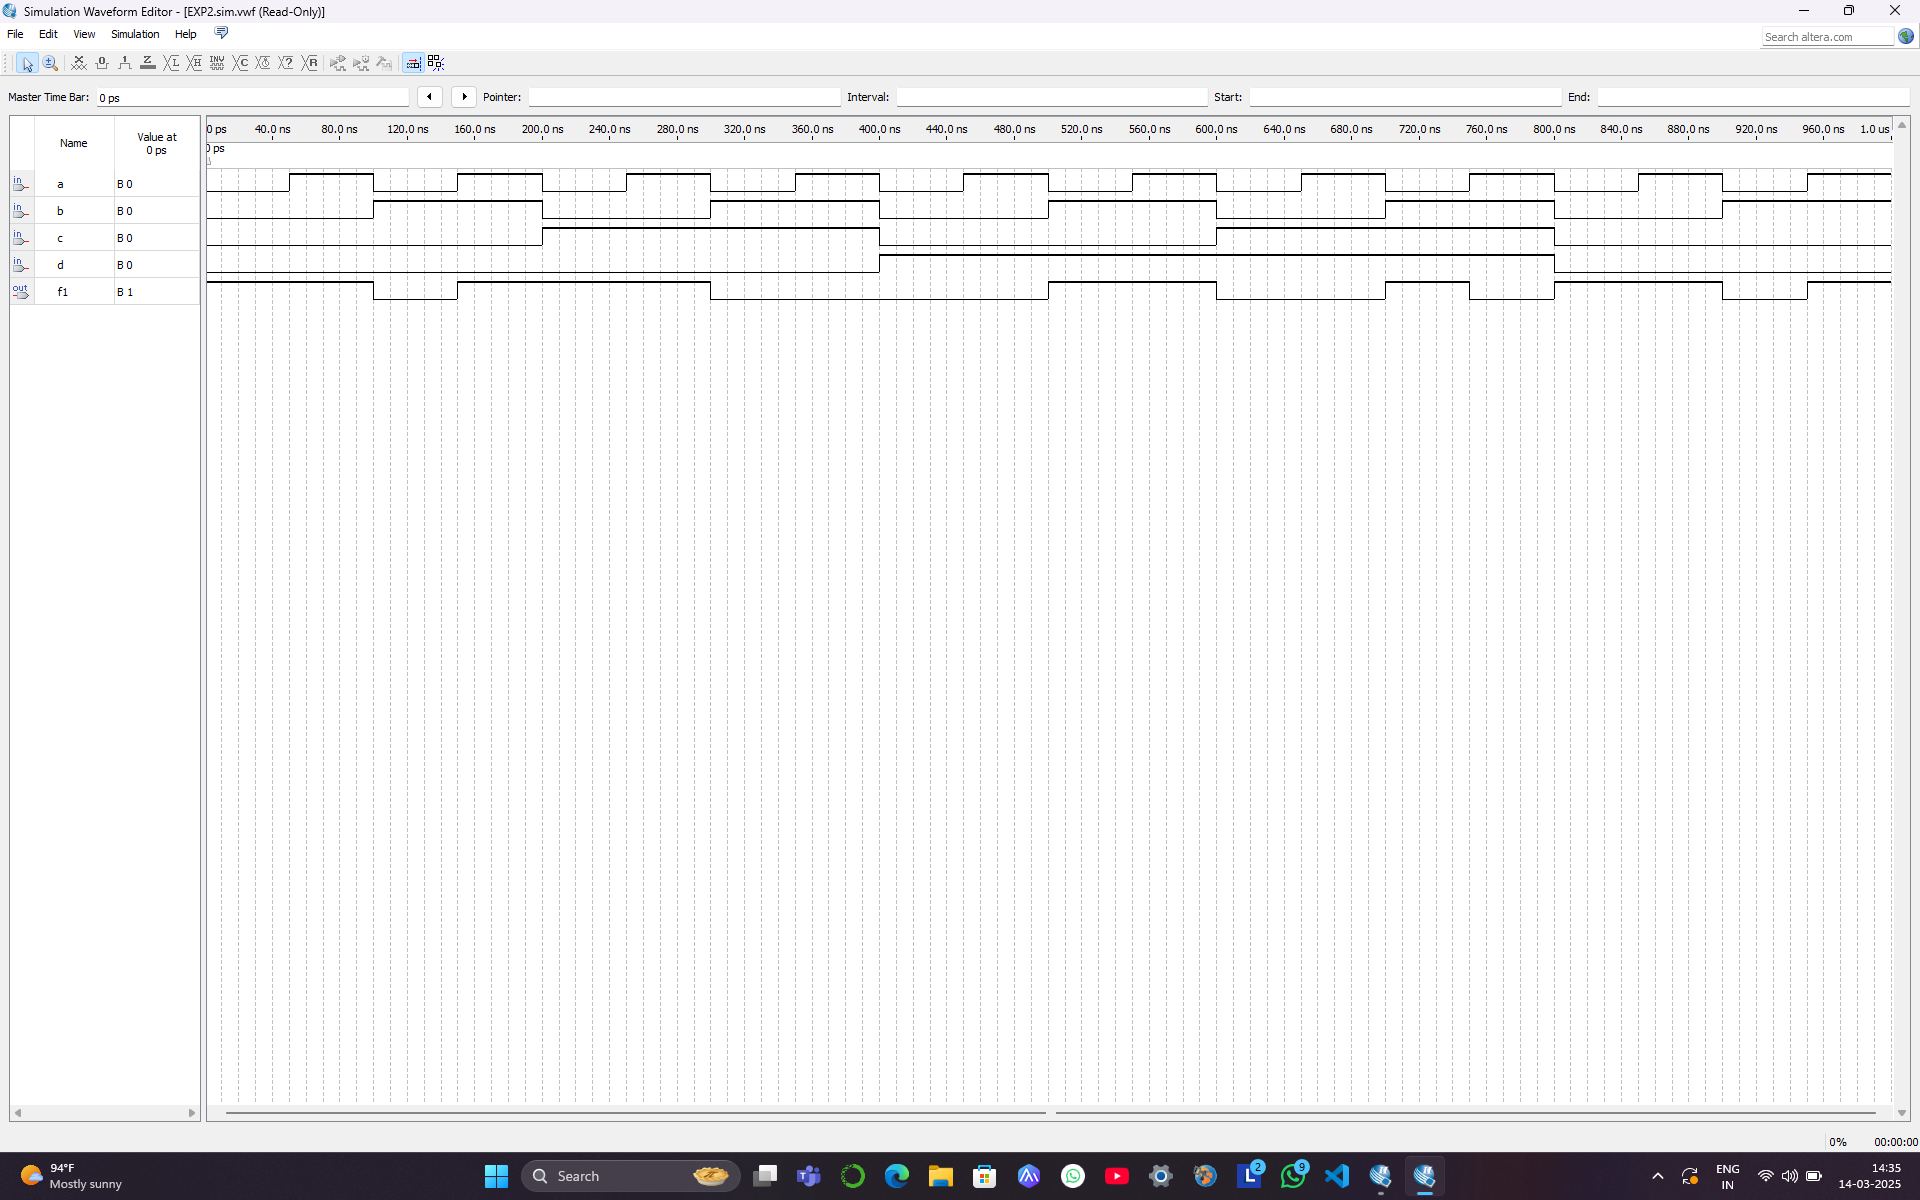 Simulation Waveform Editor - [EXP2.sim.vwf (Read-Only)]
File Edit View Simulation Help
Search altera.com
Master Time Bar: 0 ps Pointer: Interval: Start: End:
Name Value at 0 ps
0 ps 40.0 ns 80.0 ns 120.0 ns 160.0 ns 200.0 ns 240.0 ns 280.0 ns 320.0 ns 360.0 ns 400.0 ns 440.0 ns 480.0 ns 520.0 ns 560.0 ns 600.0 ns 640.0 ns 680.0 ns 720.0 ns 760.0 ns 800.0 ns 840.0 ns 880.0 ns 920.0 ns 960.0 ns 1.0 us
0 ps
in a B 0
in b B 0
in c B 0
in d B 0
out f1 B 1
0% 00:00:00
94°F
Mostly sunny
Search
2
9
ENG
IN
14:35
14-03-2025